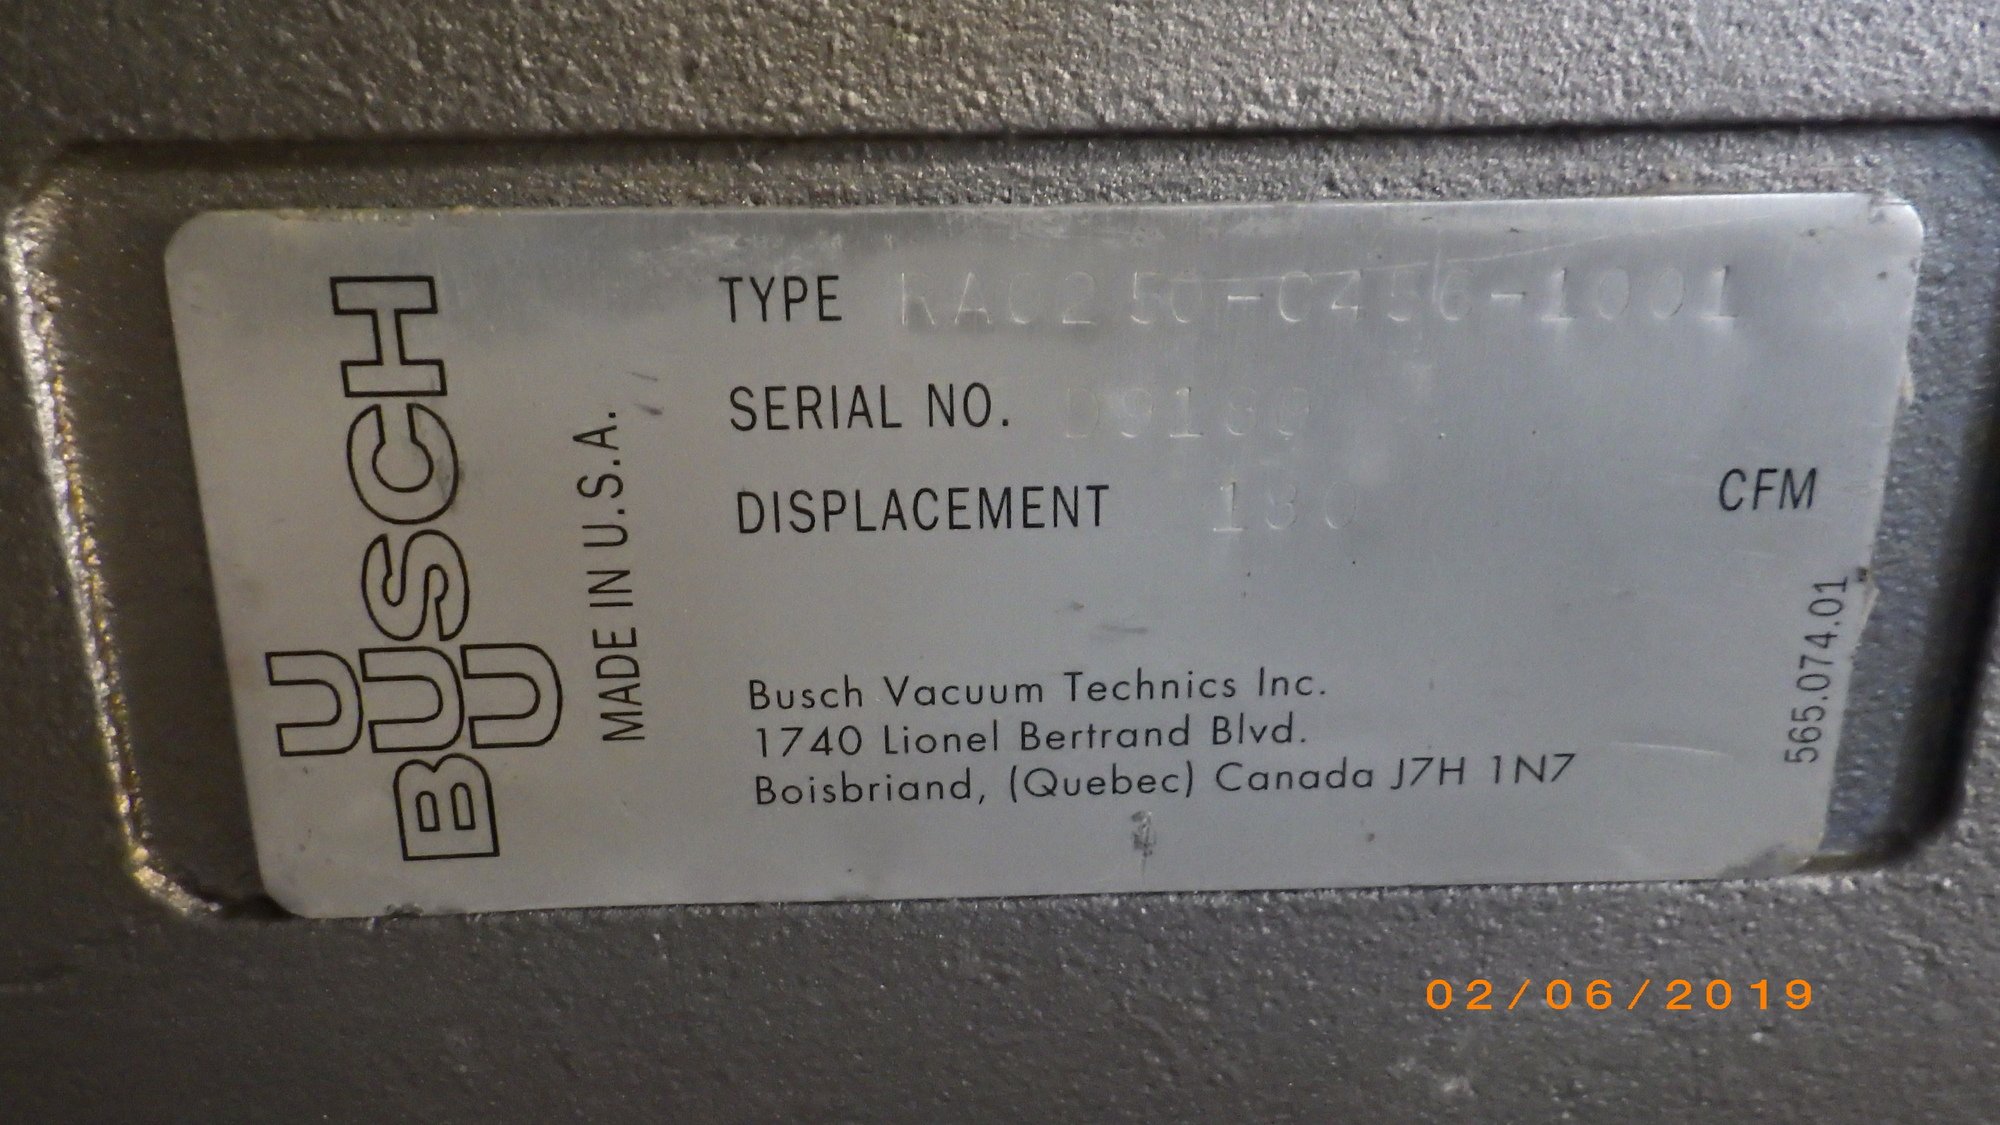 BUSCH
U
U
MADE IN U.S.A.
TYPE
SERIAL NO.
DISPLACEMENT 180 CFM
Busch Vacuum Technics Inc.
1740 Lionel Bertrand Blvd.
Boisbriand, (Quebec) Canada J7H 1N7
565.074.01
02/06/2019